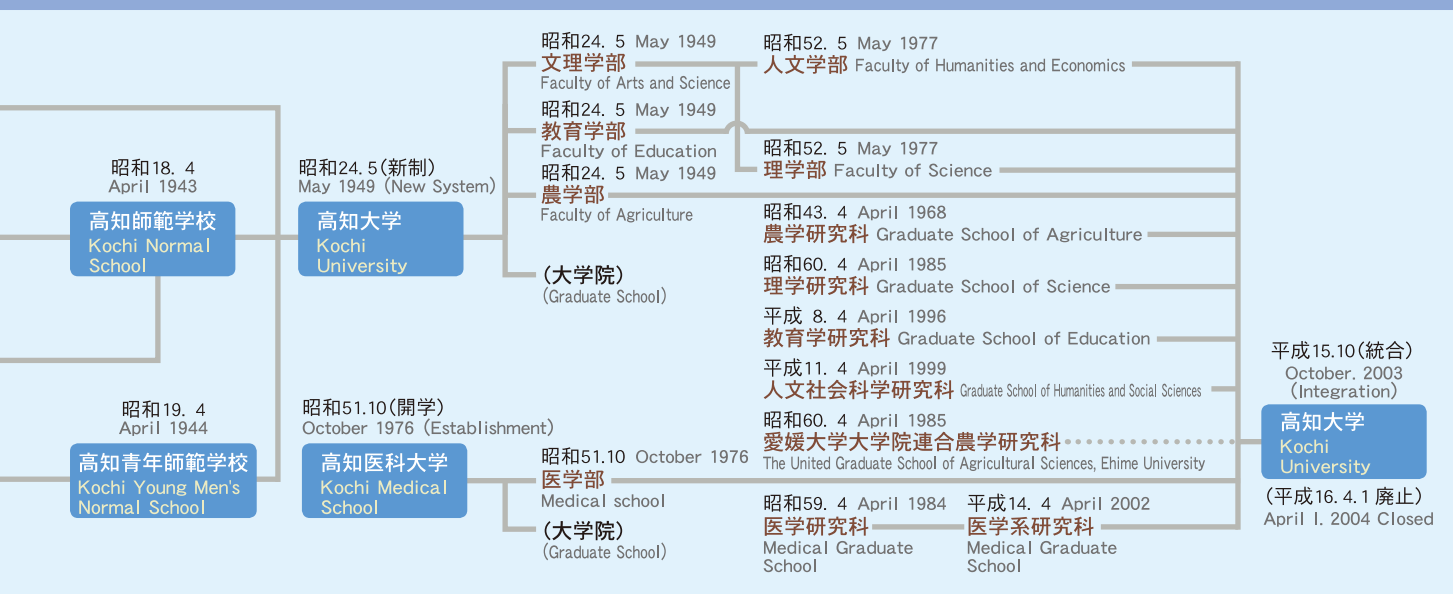 昭和18. 4
April 1943
高知師範学校
Kochi Normal
School
昭和19. 4
April 1944
高知青年師範学校
Kochi Young Men's
Normal School
昭和24. 5(新制)
May 1949 (New System)
高知大学
Kochi
University
昭和51.10(開学)
October 1976 (Establishment)
高知医科大学
Kochi Medical
School
昭和24. 5 May 1949
文理学部
Faculty of Arts and Science
昭和24. 5 May 1949
教育学部
Faculty of Education
昭和24. 5 May 1949
農学部
Faculty of Agriculture
(大学院)
(Graduate School)
昭和51.10 October 1976
医学部
Medical school
(大学院)
(Graduate School)
昭和52. 5 May 1977
人文学部 Faculty of Humanities and Economics
昭和52. 5 May 1977
理学部 Faculty of Science
昭和43. 4 April 1968
農学研究科 Graduate School of Agriculture
昭和60. 4 April 1985
理学研究科 Graduate School of Science
平成 8. 4 April 1996
教育学研究科 Graduate School of Education
平成11. 4 April 1999
人文社会科学研究科 Graduate School of Humanities and Social Sciences
昭和60. 4 April 1985
愛媛大学大学院連合農学研究科
The United Graduate School of Agricultural Sciences, Ehime University
昭和59. 4 April 1984
医学研究科
Medical Graduate
School
平成14. 4 April 2002
医学系研究科
Medical Graduate
School
平成15.10(統合)
October. 2003
(Integration)
高知大学
Kochi
University
(平成16. 4.1 廃止)
April l. 2004 Closed